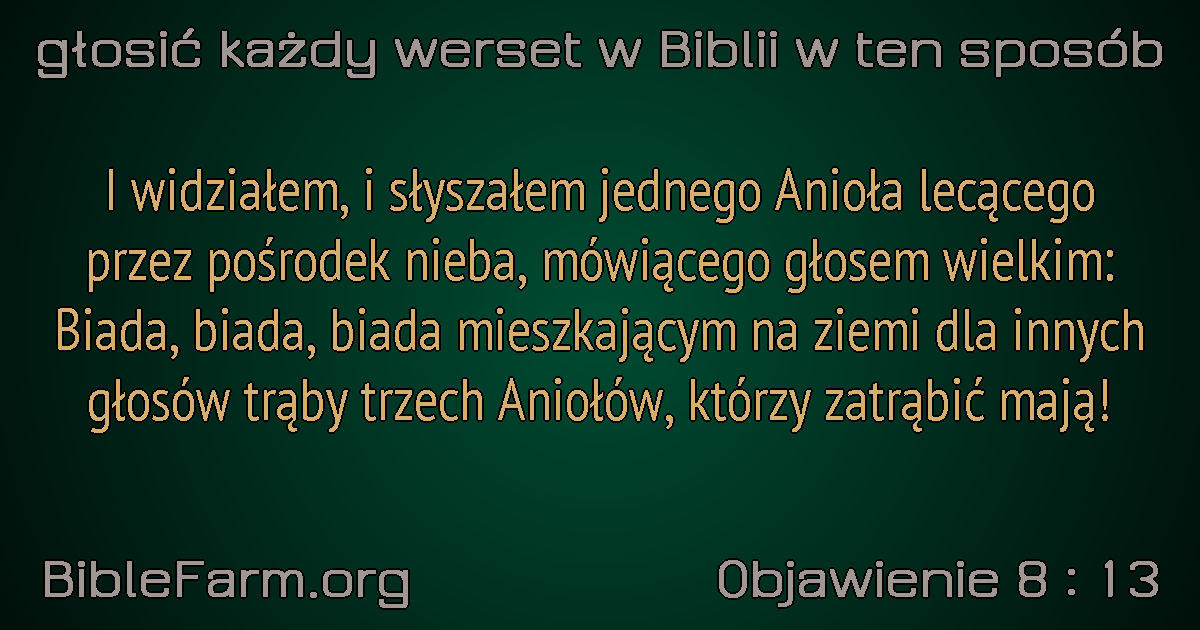 głosić każdy werset w Biblii w ten sposób
I widziałem, i słyszałem jednego Anioła lecącego
przez pośrodek nieba, mówiącego głosem wielkim:
Biada, biada, biada mieszkającym na ziemi dla innych
głosów trąby trzech Aniołów, którzy zatrąbić mają!
BibleFarm.org
Objawienie 8 : 13